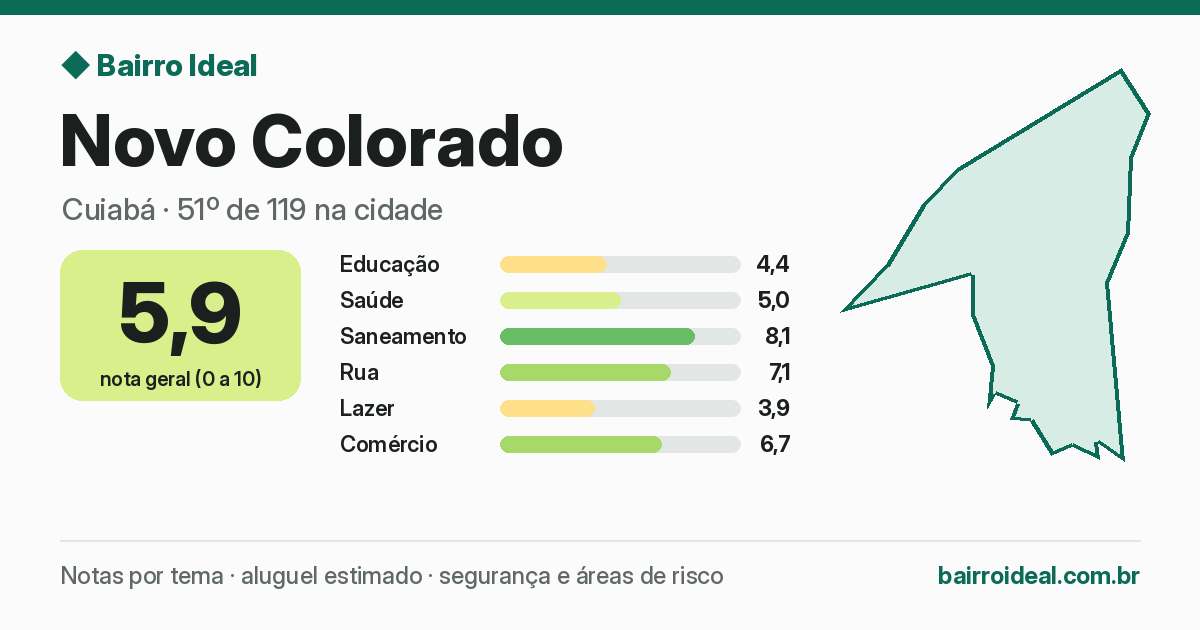 Bairro Ideal
Novo Colorado
Cuiabá · 51º de 119 na cidade
5,9
nota geral (0 a 10)
Educação 4,4
Saúde 5,0
Saneamento 8,1
Rua 7,1
Lazer 3,9
Comércio 6,7
Notas por tema · aluguel estimado · segurança e áreas de risco
bairroideal.com.br